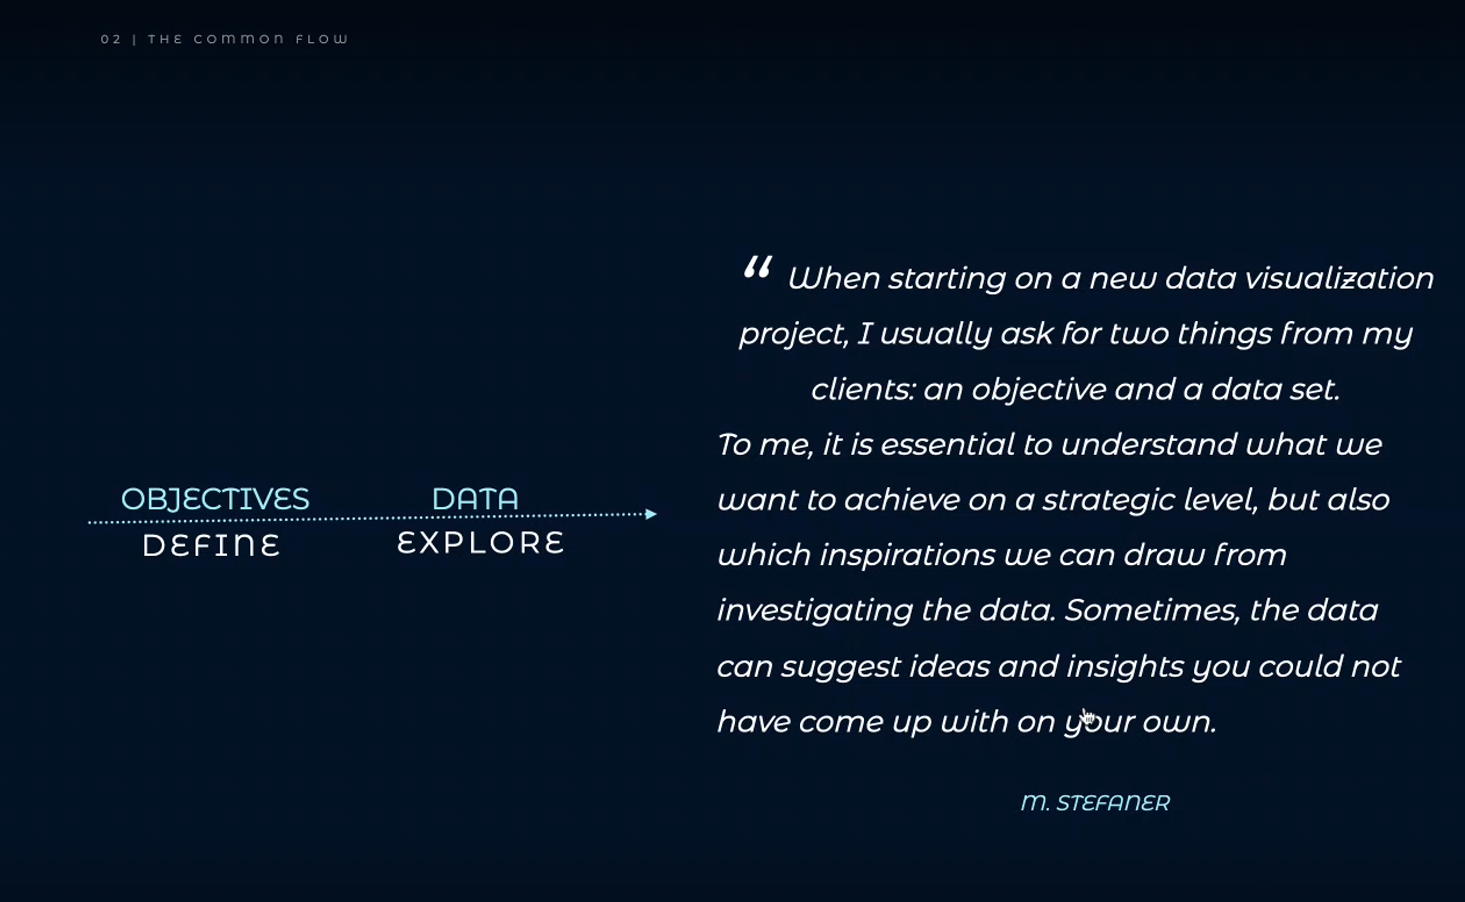 02 | THE COMMON FLOW
“ When starting on a new data visualization
project, I usually ask for two things from my
clients: an objective and a data set.
To me, it is essential to understand what we
want to achieve on a strategic level, but also
which inspirations we can draw from
investigating the data. Sometimes, the data
can suggest ideas and insights you could not
have come up with on your own.
M. STEFANER
OBJECTIVES
DEFINE
DATA
EXPLORE